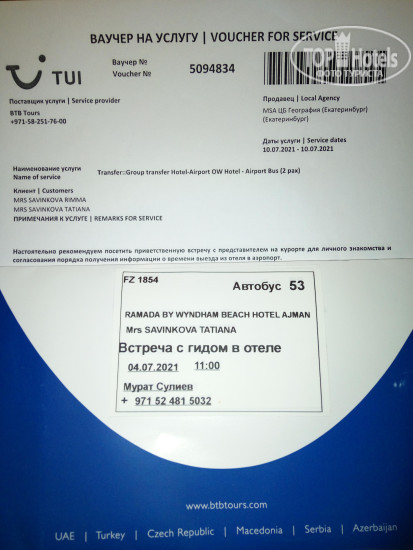 ВАУЧЕР НА УСЛУГУ | VOUCHER FOR SERVICE
TOP Hotels
ФОТО ТУРИСТА
TUI
Ваучер №
Voucher №
5094834
Поставщик услуги | Service provider
BTB Tours
+971-58-251-76-00
Продавец | Local Agency
MSA ЦБ География (Екатеринбург)
(Екатеринбург)
Даты услуги | Service dates
10.07.2021 - 10.07.2021
Наименование услуги
Name of service
Transfer::Group transfer Hotel-Airport OW Hotel - Airport Bus (2 pax)
Клиент | Customers
MRS SAVINKOVA RIMMA
MRS SAVINKOVA TATIANA
ПРИМЕЧАНИЯ К УСЛУГЕ | REMARKS FOR SERVICE
Настоятельно рекомендуем посетить приветственную встречу с представителем на курорте для личного знакомства и
согласования порядка получения информации о времени выезда из отеля в аэропорт.
FZ 1854
Автобус 53
RAMADA BY WYNDHAM BEACH HOTEL AJMAN
Mrs SAVINKOVA TATIANA
Встреча с гидом в отеле
04.07.2021 11:00
Мурат Сулиев
+ 971 52 481 5032
www.btbtours.com
UAE | Turkey | Czech Republic | Macedonia | Serbia | Azerbaijan